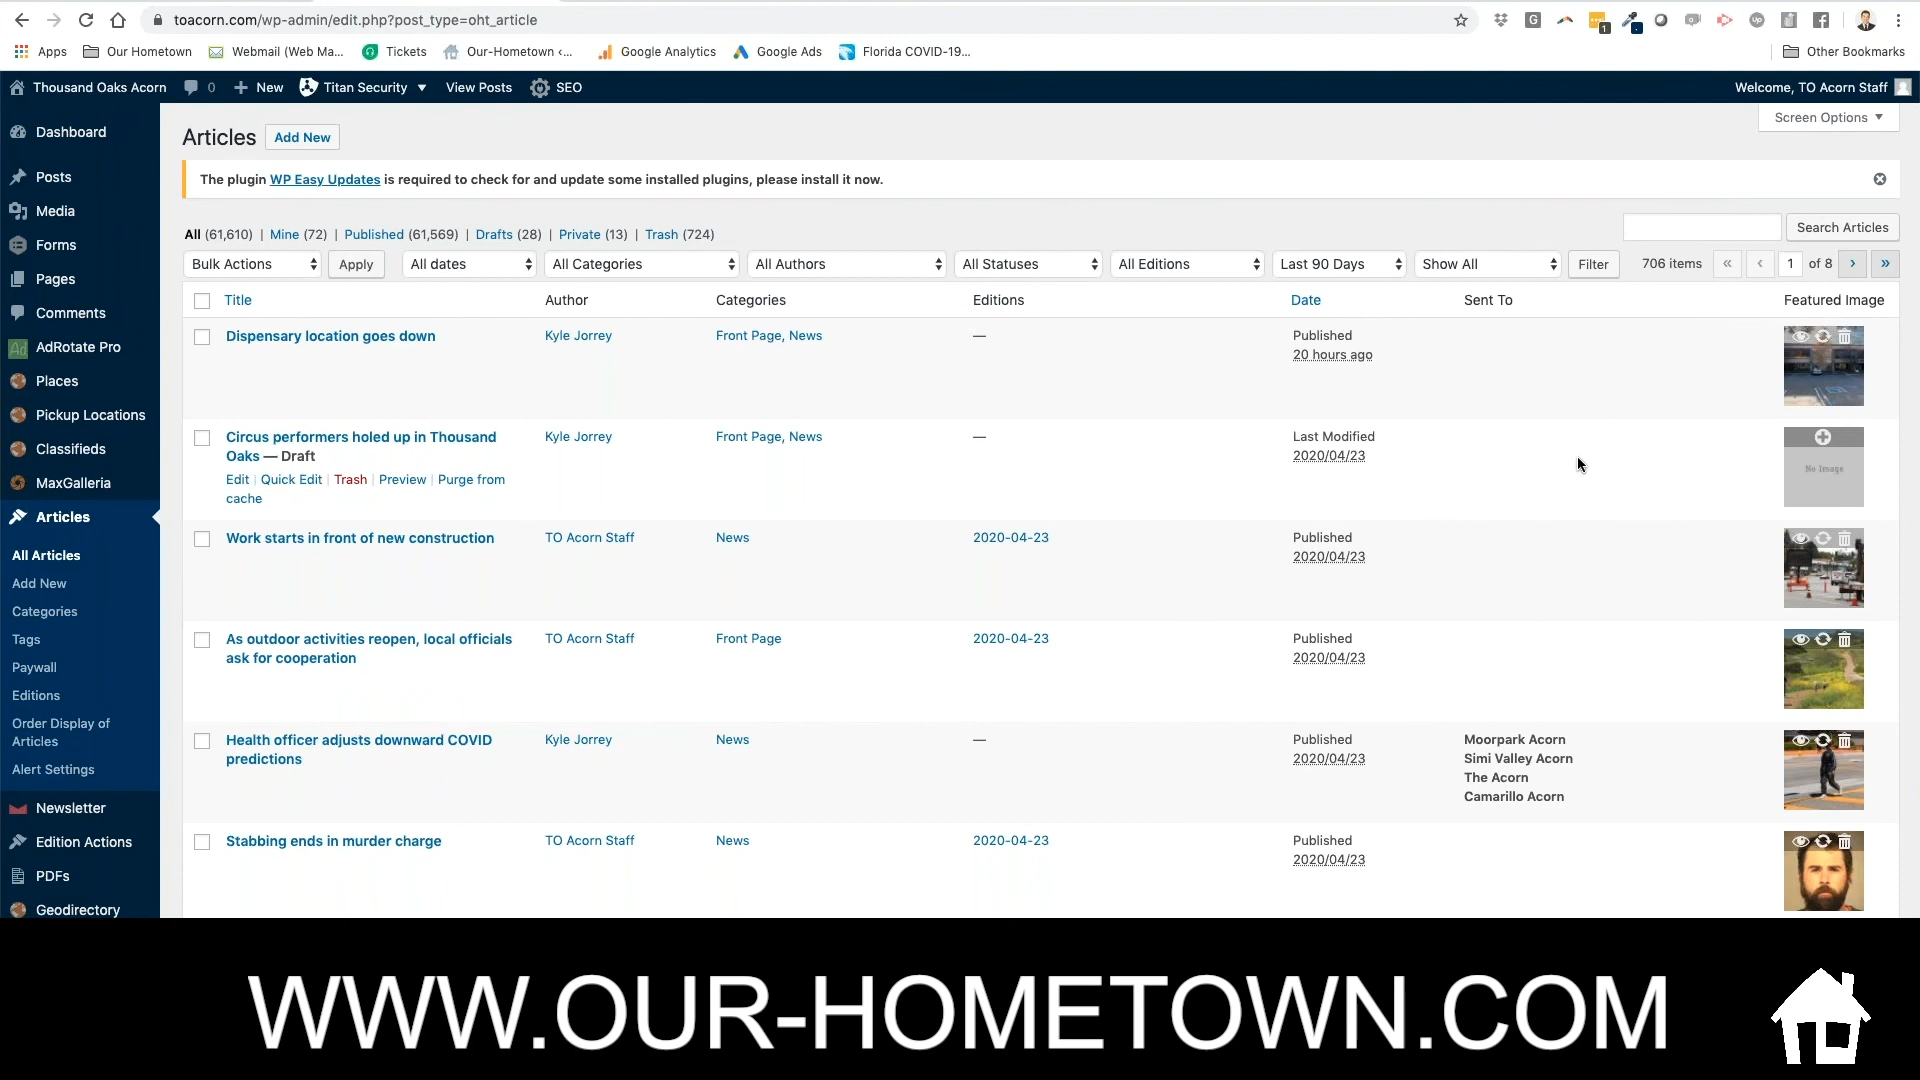 toacorn.com/wp-admin/edit.php?post_type=oht_article
Apps Our Hometown Webmail (Web Ma... Tickets Our-Hometown <... Google Analytics Google Ads Florida COVID-19... Other Bookmarks
Thousand Oaks Acorn 0 New Titan Security View Posts SEO Welcome, TO Acorn Staff
Screen Options
Dashboard
Posts
Media
Forms
Pages
Comments
AdRotate Pro
Places
Pickup Locations
Classifieds
MaxGalleria
Articles
All Articles
Add New
Categories
Tags
Paywall
Editions
Order Display of
Articles
Alert Settings
Newsletter
Edition Actions
PDFs
Geodirectory
Articles Add New
The plugin WP Easy Updates is required to check for and update some installed plugins, please install it now.
All (61,610) | Mine (72) | Published (61,569) | Drafts (28) | Private (13) | Trash (724)
Search Articles
Bulk Actions Apply All dates All Categories All Authors All Statuses All Editions Last 90 Days Show All Filter 706 items « ‹ 1 of 8 › »
Title Author Categories Editions Date Sent To Featured Image
Dispensary location goes down Kyle Jorrey Front Page, News — Published
20 hours ago
Circus performers holed up in Thousand Kyle Jorrey Front Page, News — Last Modified
Oaks — Draft 2020/04/23
No Image
Edit | Quick Edit | Trash | Preview | Purge from
cache
Work starts in front of new construction TO Acorn Staff News 2020-04-23 Published
2020/04/23
As outdoor activities reopen, local officials TO Acorn Staff Front Page 2020-04-23 Published
ask for cooperation 2020/04/23
Health officer adjusts downward COVID Kyle Jorrey News — Published Moorpark Acorn
predictions 2020/04/23 Simi Valley Acorn
The Acorn
Camarillo Acorn
Stabbing ends in murder charge TO Acorn Staff News 2020-04-23 Published
2020/04/23
WWW.OUR-HOMETOWN.COM